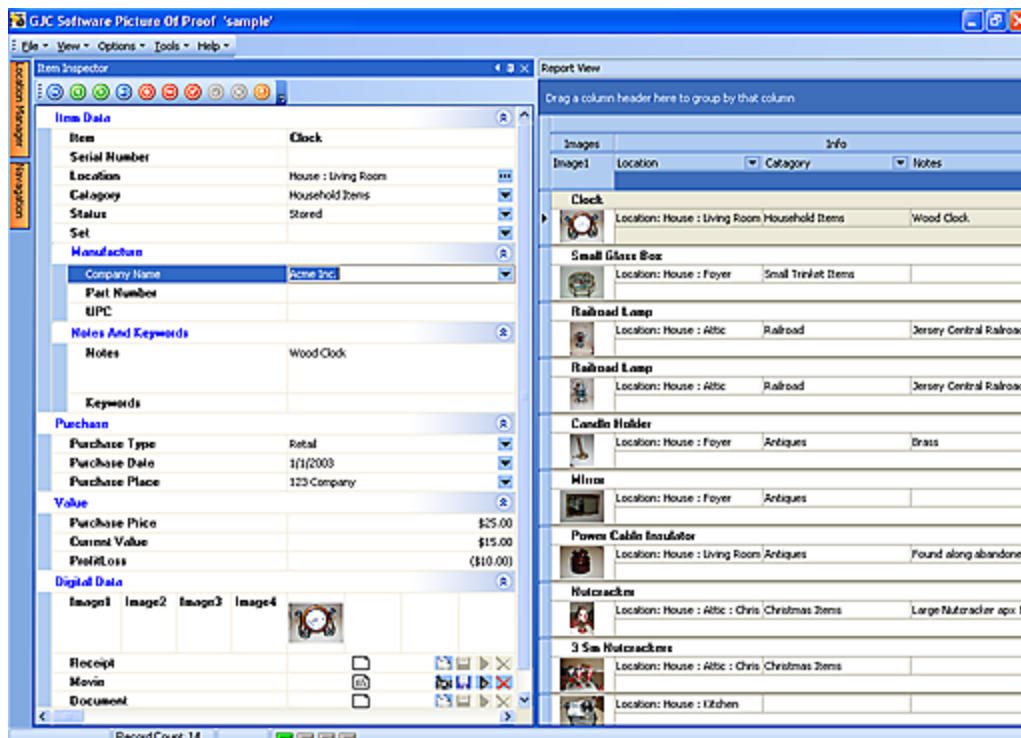 GJC Software Picture Of Proof 'sample'
File View Options Tools Help
Location Manager
Navagation
Item Inspector
Item Data
Item Clock
Serial Number
Location House : Living Room
Catagory Household Items
Status Stored
Set
Manufacture
Company Name Acme Inc.
Part Number
UPC
Notes And Keywords
Notes Wood Clock
Keywords
Purchase
Purchase Type Retail
Purchase Date 1/1/2003
Purchase Place 123 Company
Value
Purchase Price $25.00
Current Value $15.00
ProfitLoss ($10.00)
Digital Data
Image1 Image2 Image3 Image4
Receipt
Movie
Document
Record Count: 14
Report View
Drag a column header here to group by that column
Images Info
Image1 Location Catagory Notes
Clock
Location: House : Living Room Household Items Wood Clock.
Small Glass Box
Location: House : Foyer Small Trinket Items
Railroad Lamp
Location: House : Attic Railroad Jersey Central Railroad
Railroad Lamp
Location: House : Attic Railroad Jersey Central Railroad
Candle Holder
Location: House : Foyer Antiques Brass
Mirror
Location: House : Foyer Antiques
Power Cable Insulator
Location: House : Living Room Antiques Found along abandone
Nutcracker
Location: House : Attic : Chris Christmas Items Large Nutcracker apx
3 Sm Nutcrackers
Location: House : Attic : Chris Christmas Items
Location: House : Kitchen